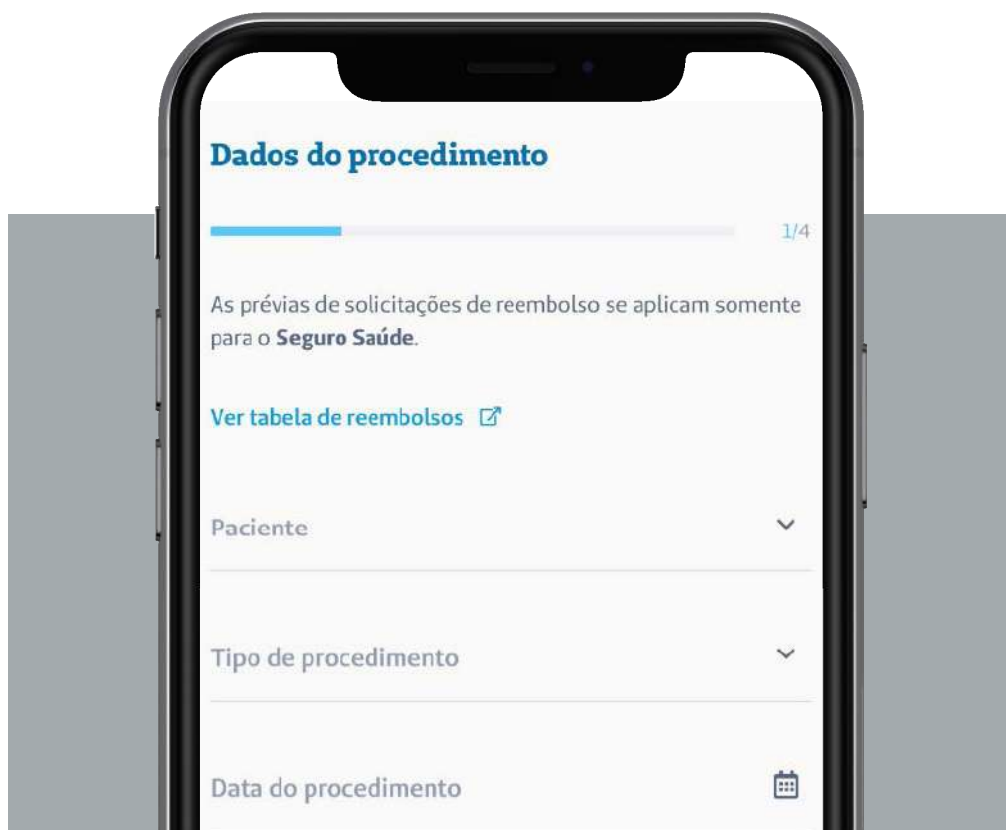 Dados do procedimento
1/4
As prévias de solicitações de reembolso se aplicam somente
para o Seguro Saúde.
Ver tabela de reembolsos
Paciente
Tipo de procedimento
Data do procedimento